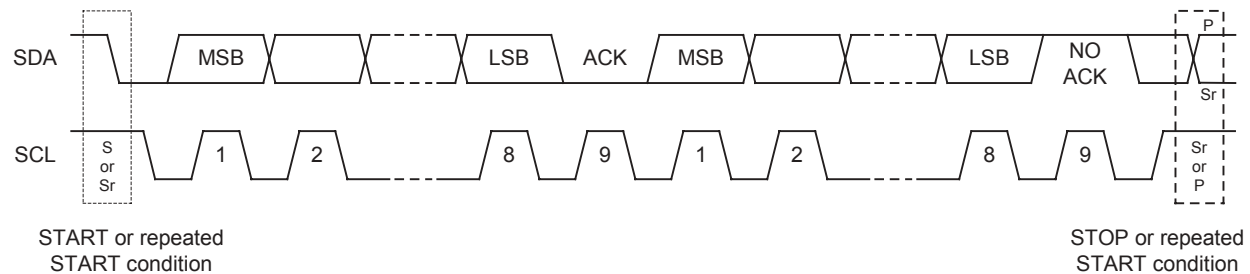 P
SDA MSB LSB ACK MSB LSB NO
ACK
Sr
SCL S
or
Sr 1 2 8 9 1 2 8 9 Sr
or
P
START or repeated
START condition
STOP or repeated
START condition